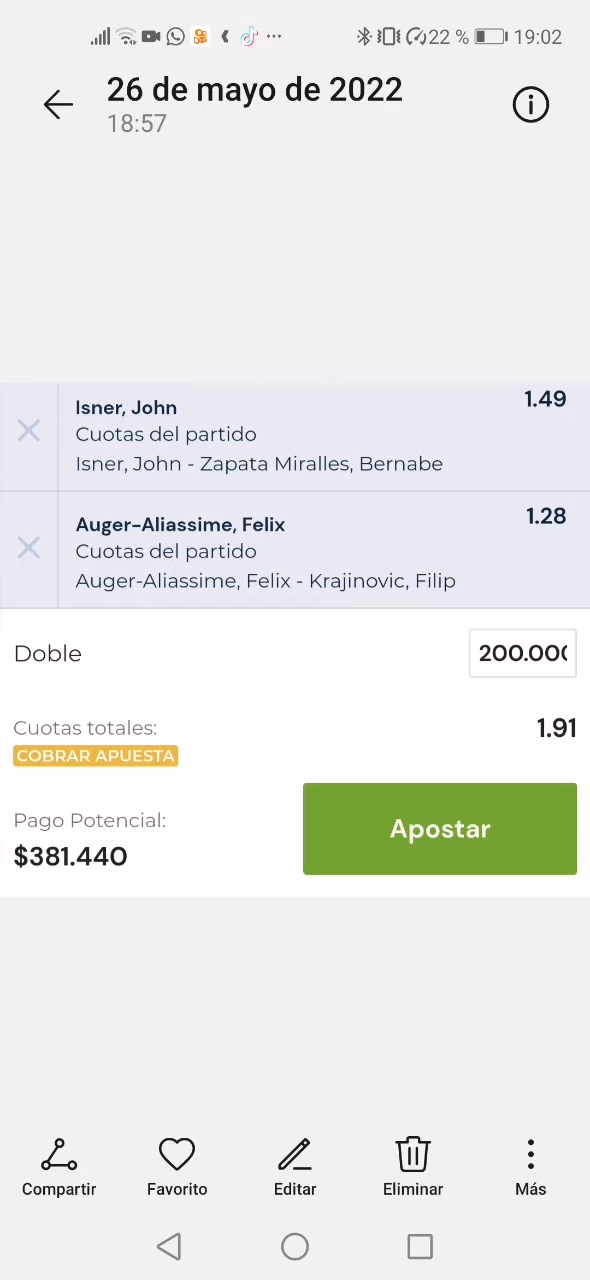 22 % 19:02
26 de mayo de 2022
18:57
Isner, John 1.49
Cuotas del partido
Isner, John - Zapata Miralles, Bernabe
Auger-Aliassime, Felix 1.28
Cuotas del partido
Auger-Aliassime, Felix - Krajinovic, Filip
Doble 200.000
Cuotas totales: 1.91
COBRAR APUESTA
Pago Potencial:
Apostar
$381.440
Compartir Favorito Editar Eliminar Más